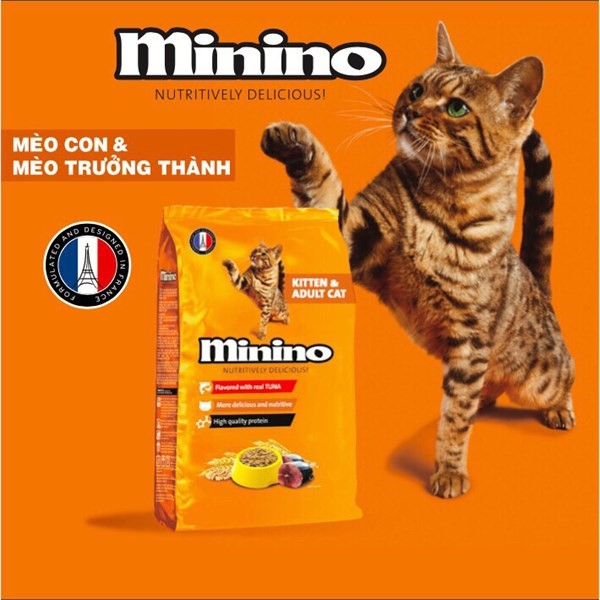 minino
NUTRITIVELY DELICIOUS!
MÈO CON &
MÈO TRƯỞNG THÀNH
FORMULATED AND DESIGNED IN FRANCE
KITTEN &
ADULT CAT
minino
NUTRITIVELY DELICIOUS!
Flavored with real TUNA
More delicious and nutritive
High quality protein